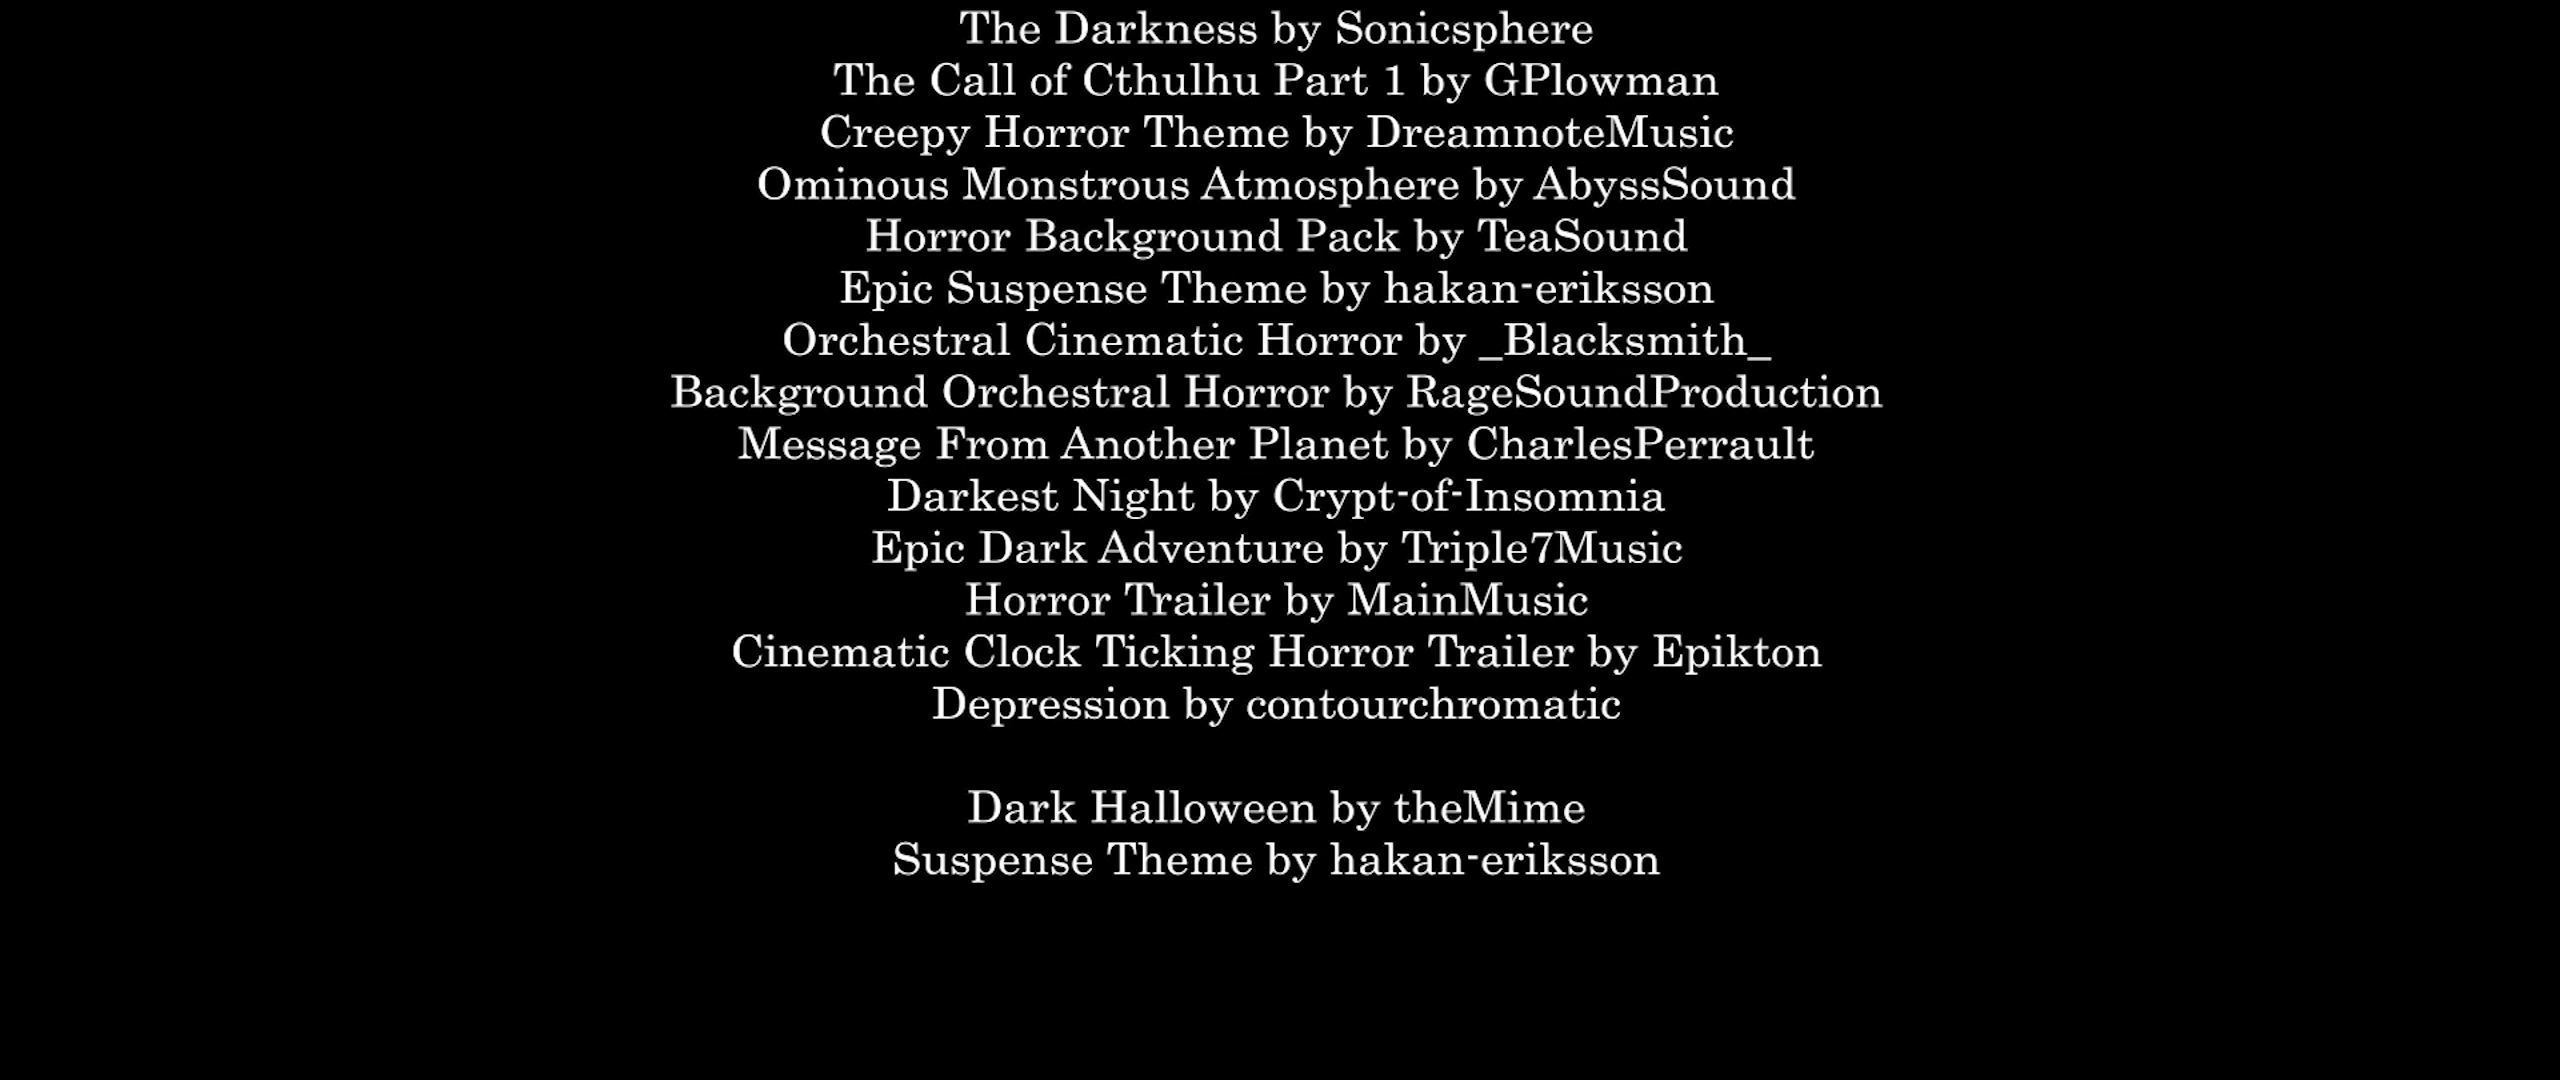 The Darkness by Sonicsphere
The Call of Cthulhu Part 1 by GPlowman
Creepy Horror Theme by DreamnoteMusic
Ominous Monstrous Atmosphere by AbyssSound
Horror Background Pack by TeaSound
Epic Suspense Theme by hakan-eriksson
Orchestral Cinematic Horror by _Blacksmith_
Background Orchestral Horror by RageSoundProduction
Message From Another Planet by CharlesPerrault
Darkest Night by Crypt-of-Insomnia
Epic Dark Adventure by Triple7Music
Horror Trailer by MainMusic
Cinematic Clock Ticking Horror Trailer by Epikton
Depression by contourchromatic
Dark Halloween by theMime
Suspense Theme by hakan-eriksson